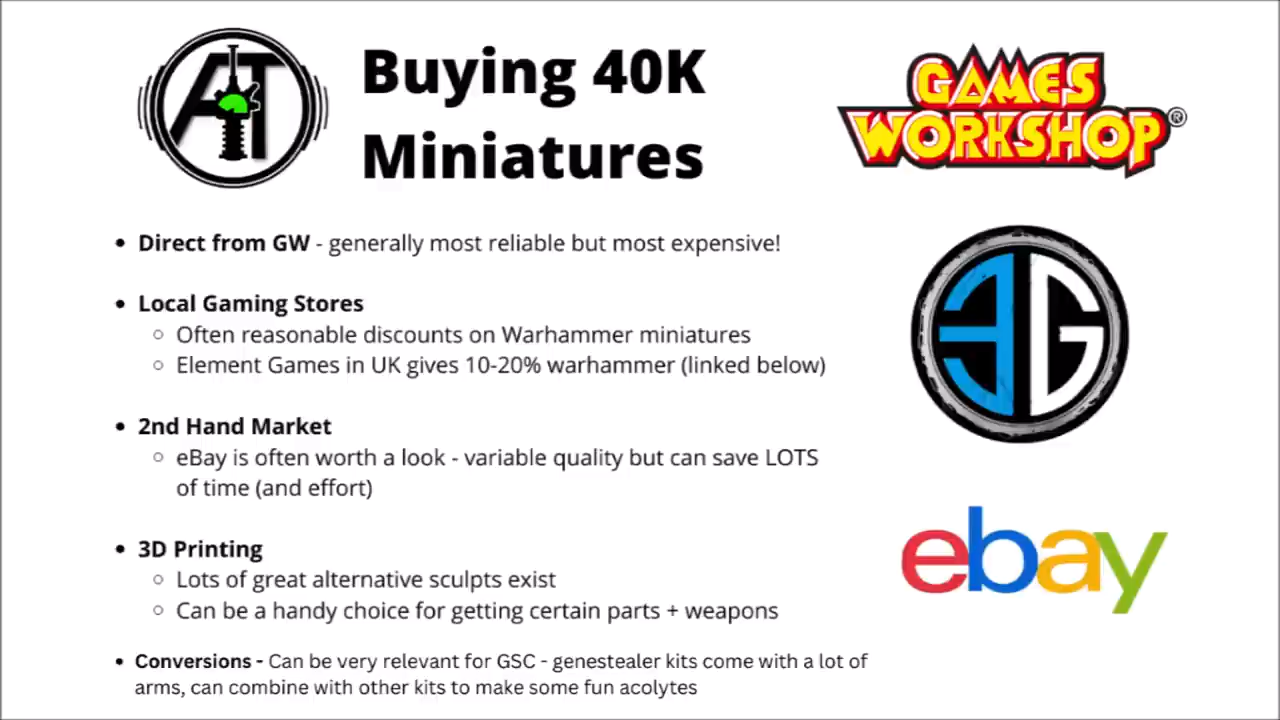 AT
Buying 40K
Miniatures
GAMES
WORKSHOP®
• Direct from GW - generally most reliable but most expensive!
• Local Gaming Stores
◦ Often reasonable discounts on Warhammer miniatures
◦ Element Games in UK gives 10-20% warhammer (linked below)
EG
• 2nd Hand Market
◦ eBay is often worth a look - variable quality but can save LOTS
of time (and effort)
ebay
• 3D Printing
◦ Lots of great alternative sculpts exist
◦ Can be a handy choice for getting certain parts + weapons
• Conversions - Can be very relevant for GSC - genestealer kits come with a lot of
arms, can combine with other kits to make some fun acolytes